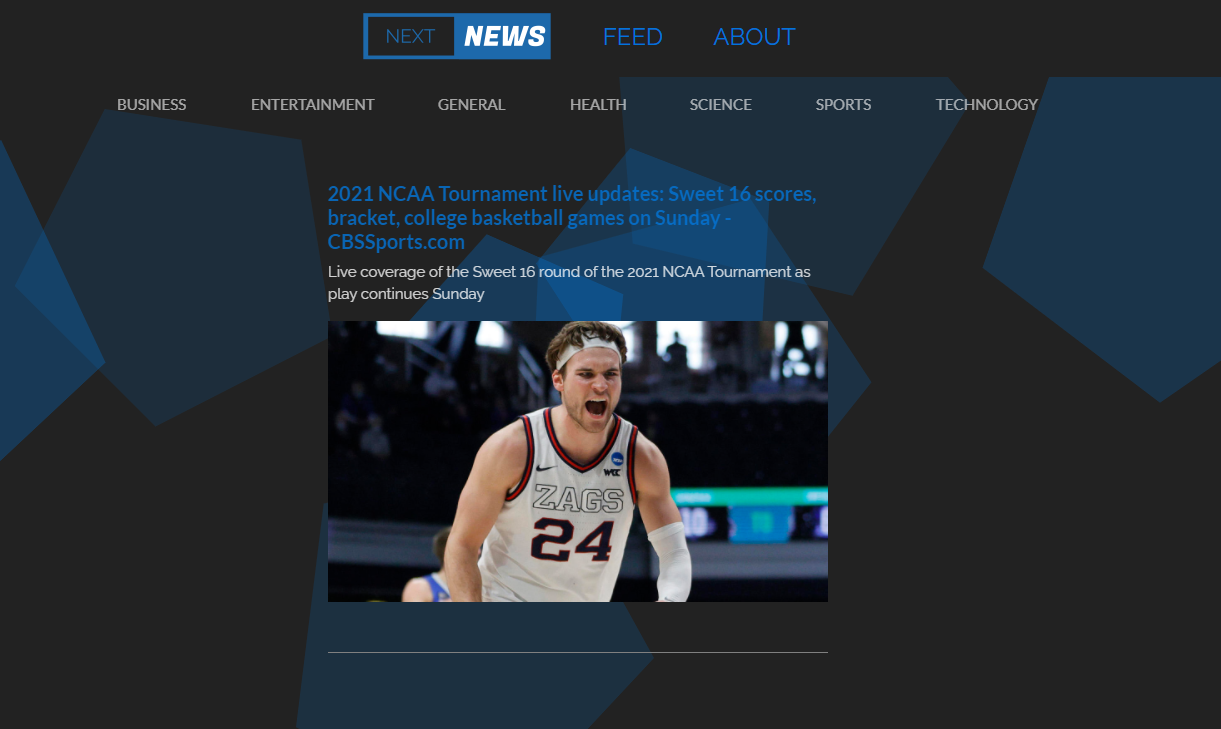 NEXT NEWS FEED ABOUT
BUSINESS ENTERTAINMENT GENERAL HEALTH SCIENCE SPORTS TECHNOLOGY
2021 NCAA Tournament live updates: Sweet 16 scores,
bracket, college basketball games on Sunday -
CBSSports.com
Live coverage of the Sweet 16 round of the 2021 NCAA Tournament as
play continues Sunday
WCC
ZAGS
24